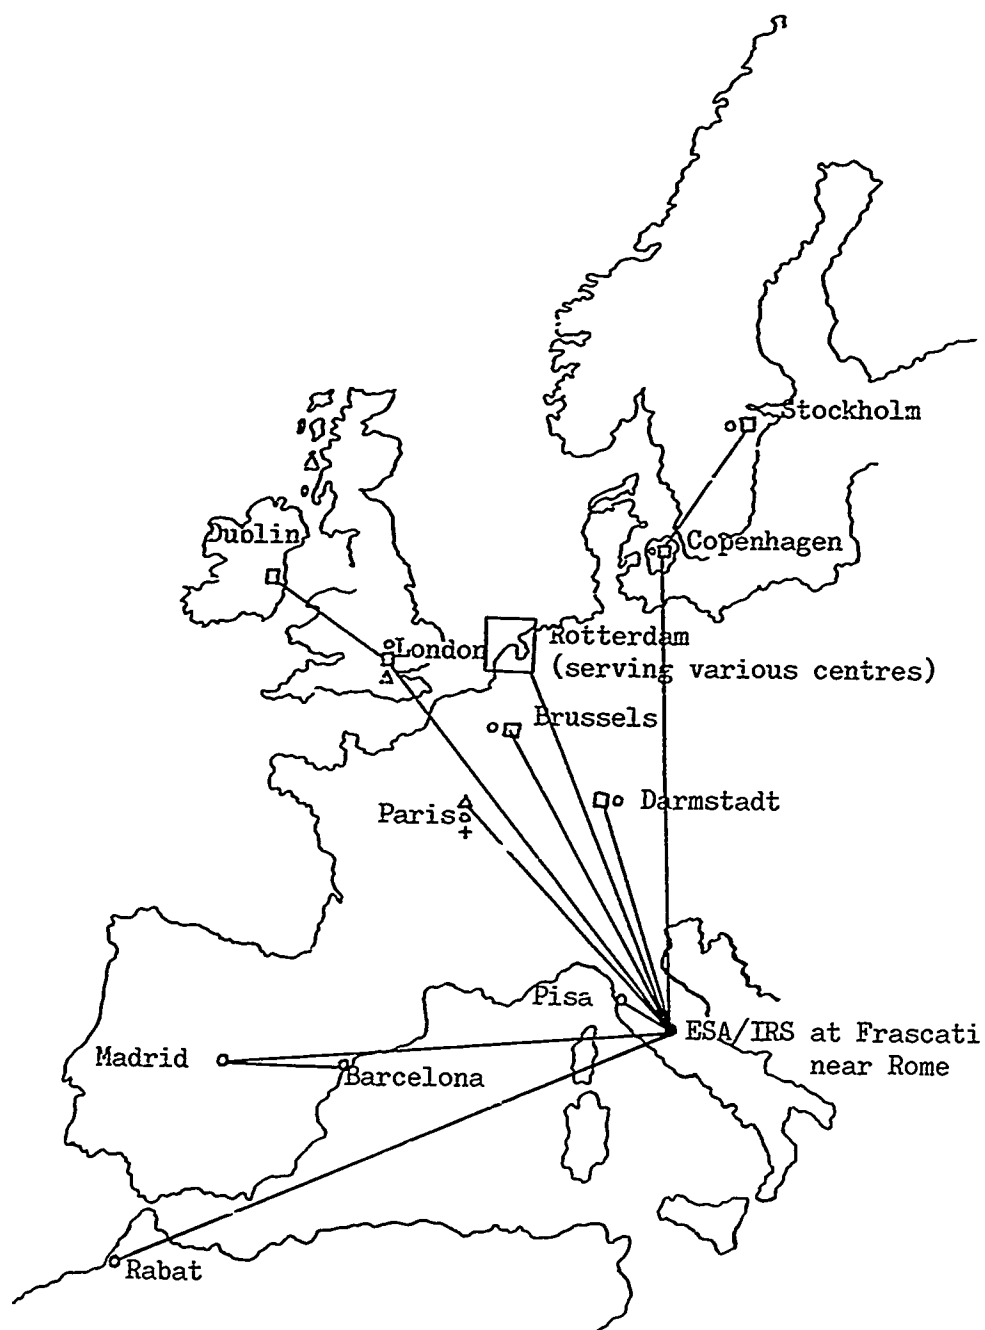 Stockholm
Copenhagen
Dublin
Rotterdam
London
(serving various centres)
Brussels
Darmstadt
Paris
Pisa
ESA/IRS at Frascati
near Rome
Madrid
Barcelona
Rabat